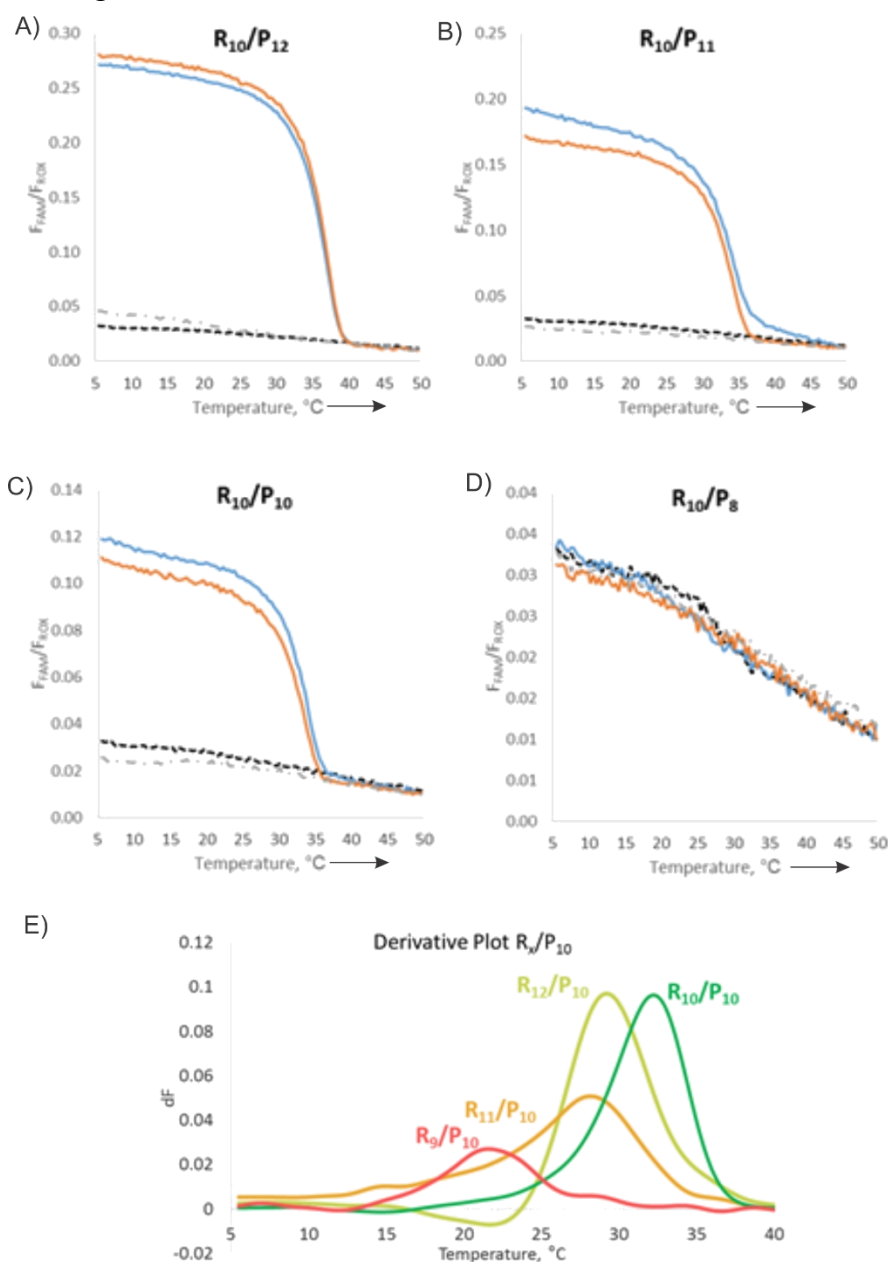 A)
R10/P12
0.30
0.25
0.20
0.15
0.10
0.05
0.00
FFAM/FROX
5 10 15 20 25 30 35 40 45 50
Temperature, °C
B)
R10/P11
0.25
0.20
0.15
0.10
0.05
0.00
FFAM/FROX
5 10 15 20 25 30 35 40 45 50
Temperature, °C
C)
R10/P10
0.14
0.12
0.10
0.08
0.06
0.04
0.02
0.00
FFAM/FROX
5 10 15 20 25 30 35 40 45 50
Temperature, °C
D)
R10/P8
0.04
0.04
0.03
0.03
0.02
0.02
0.01
0.01
0.00
FFAM/FROX
5 10 15 20 25 30 35 40 45 50
Temperature, °C
E)
Derivative Plot Rx/P10
0.12
0.1
0.08
0.06
0.04
0.02
0
-0.02
dF
R12/P10
R10/P10
R11/P10
R9/P10
5 10 15 20 25 30 35 40
Temperature, °C